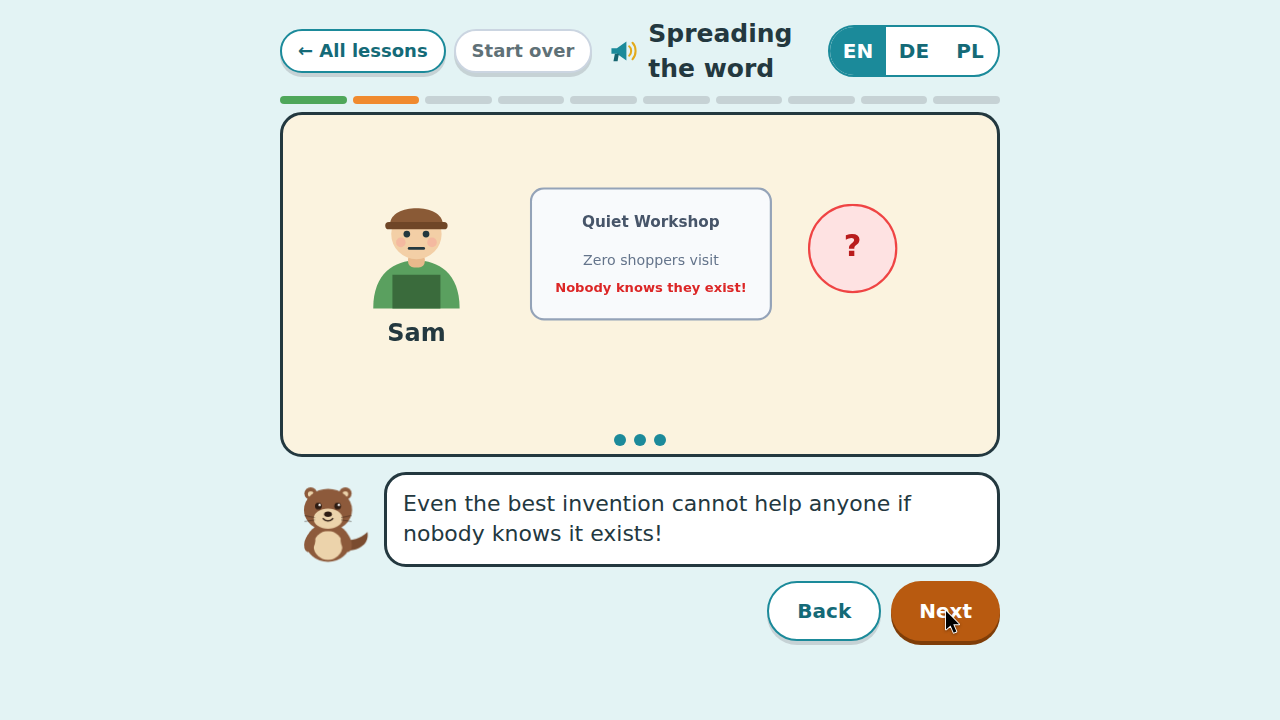 ← All lessons
Start over
Spreading
the word
EN
DE
PL
Quiet Workshop
Zero shoppers visit
Nobody knows they exist!
?
Sam
Even the best invention cannot help anyone if
nobody knows it exists!
Back
Next